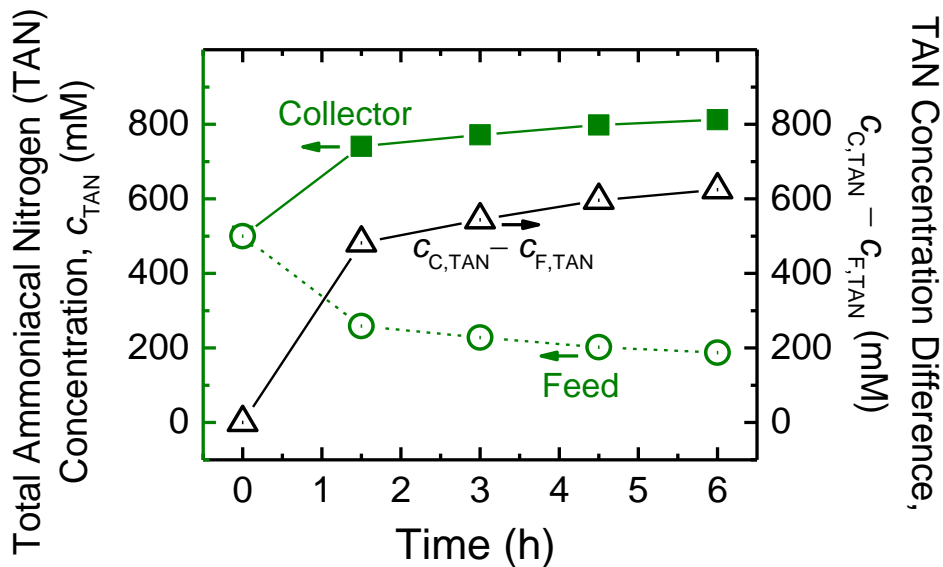 Total Ammoniacal Nitrogen (TAN)
Concentration, c_TAN (mM)
800
600
400
200
0
Collector
c_C,TAN – c_F,TAN
Feed
800
600
400
200
0
TAN Concentration Difference,
c_C,TAN – c_F,TAN (mM)
0 1 2 3 4 5 6
Time (h)